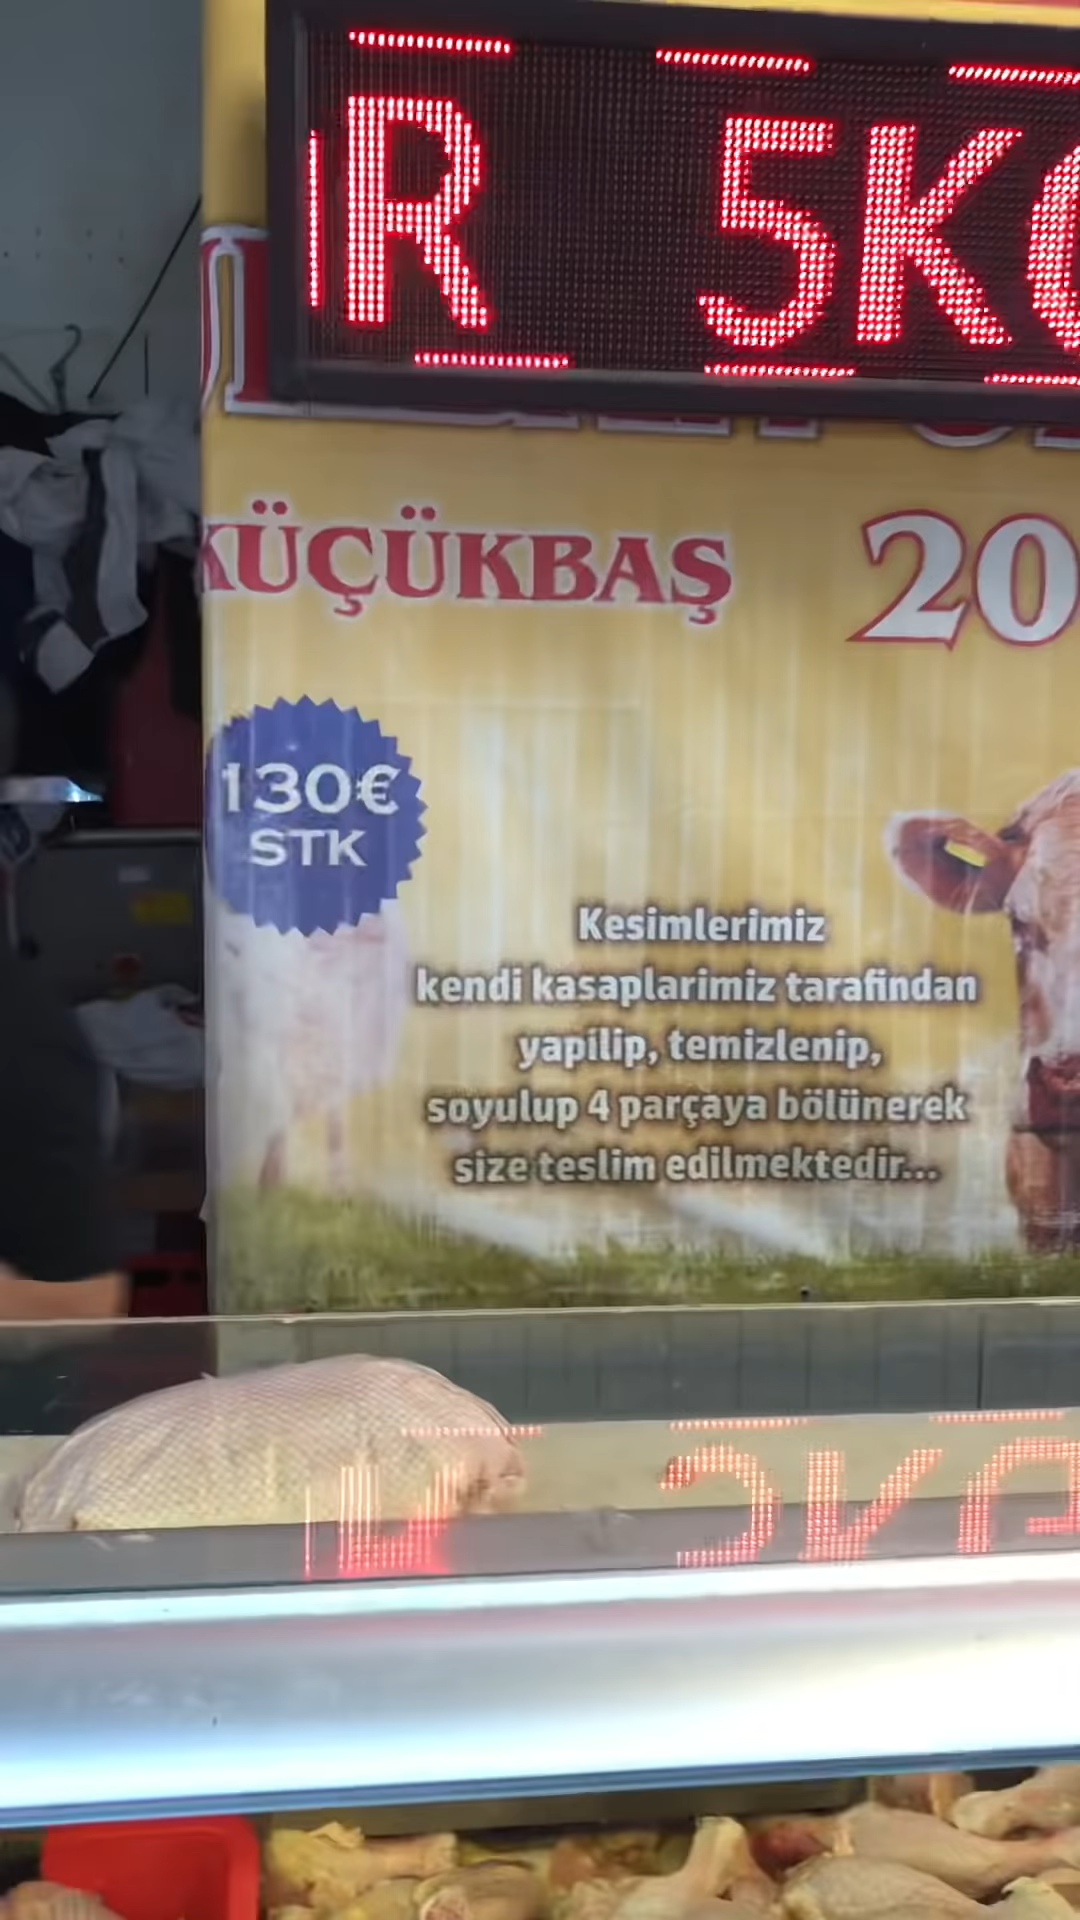 R 5K
KÜÇÜKBAŞ 20
130€
STK
Kesimlerimiz
kendi kasaplarimiz tarafindan
yapilip, temizlenip,
soyulup 4 parçaya bölünerek
size teslim edilmektedir...